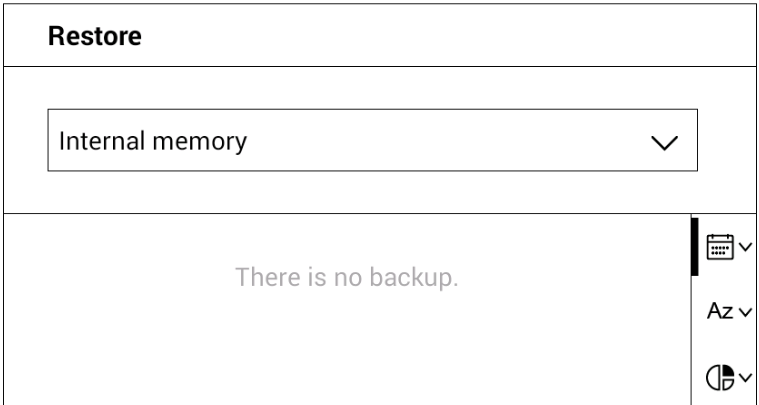 Restore
Internal memory
There is no backup.
Az